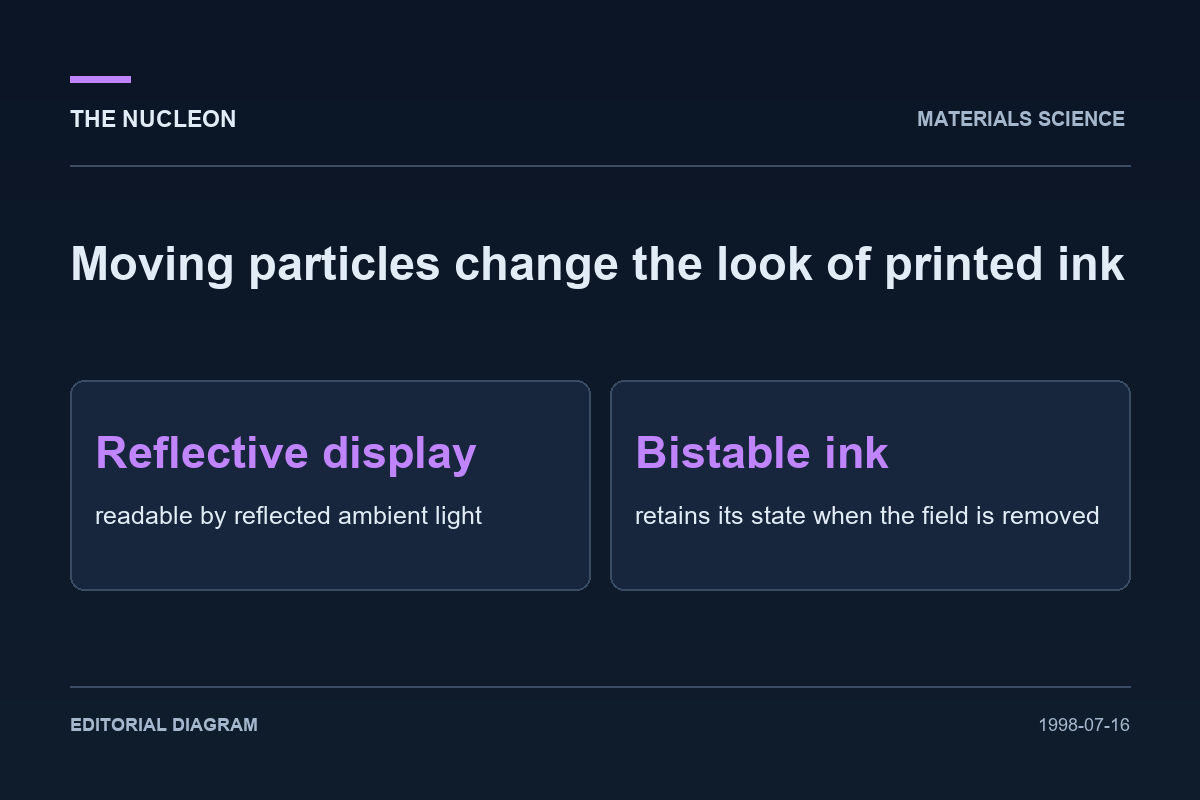 THE NUCLEON
MATERIALS SCIENCE
Moving particles change the look of printed ink
Reflective display
readable by reflected ambient light
Bistable ink
retains its state when the field is removed
EDITORIAL DIAGRAM
1998-07-16